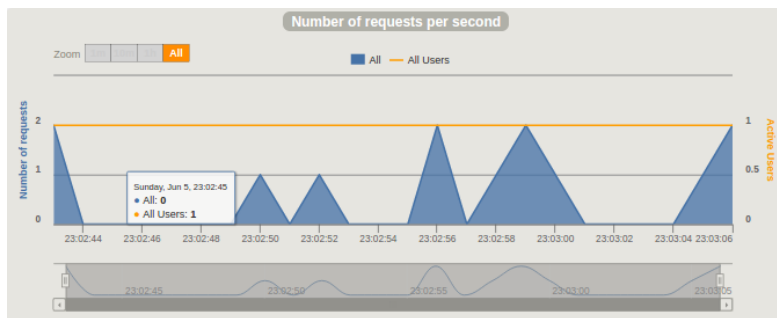 Number of requests per second
Zoom
All
All
All Users
Number of requests
Active Users
2
1
0
1
0.5
0
Sunday, Jun 5, 23:02:45
All: 0
All Users: 1
23:02:44 23:02:46 23:02:48 23:02:50 23:02:52 23:02:54 23:02:56 23:02:58 23:03:00 23:03:02 23:03:04 23:03:06
23:02:45 23:02:50 23:02:55 23:03:00 23:03:05